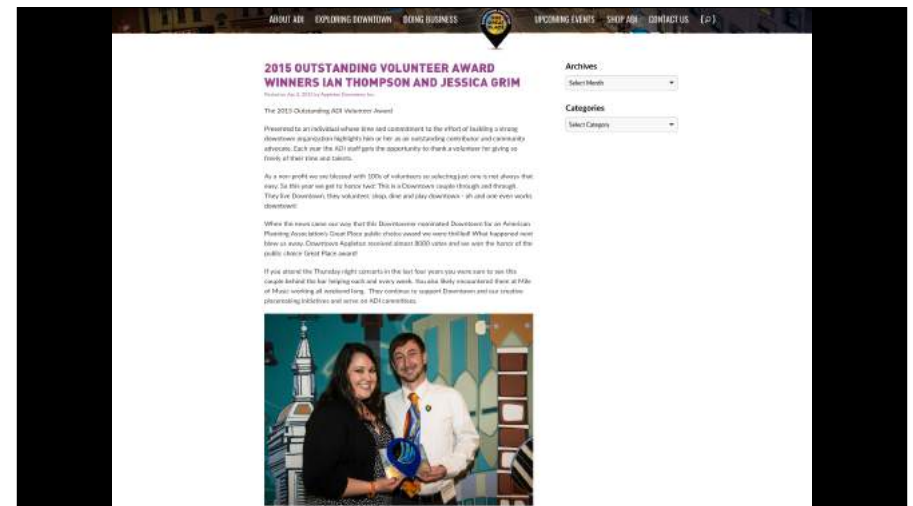 ABOUT ADI EXPLORING DOWNTOWN DOING BUSINESS UPCOMING EVENTS SHOP ADI CONTACT US
2015 OUTSTANDING VOLUNTEER AWARD
WINNERS IAN THOMPSON AND JESSICA GRIM
The 2015 Outstanding ADI Volunteer Award
Presented to an individual whose time and commitment to the effort of building a strong
downtown organization highlights him or her as an outstanding contributor and community
advocate. Each year the ADI staff gets the opportunity to thank a volunteer for giving so
freely of their time and talents.
As a non-profit we are blessed with 100s of volunteers so selecting just one is not always that
easy. So this year we get to honor two! This is a Downtown couple through and through.
They live Downtown, they volunteer, shop, dine and play downtown - oh and one even works
downtown!
When the news came our way that this Downtowner nominated Downtown for an American
Planning Association's Great Place public choice award we were thrilled! What happened next
blew us away. Downtown Appleton received almost 8000 votes and we won the honor of the
public choice Great Place award!
If you attend the Thursday night concerts in the last four years you were sure to see this
couple behind the bar helping each and every week. You also likely encountered them at Mile
of Music working all weekend long. They continue to support Downtown and our creative
placemaking initiatives and serve on ADI committees.
Archives
Select Month
Categories
Select Category